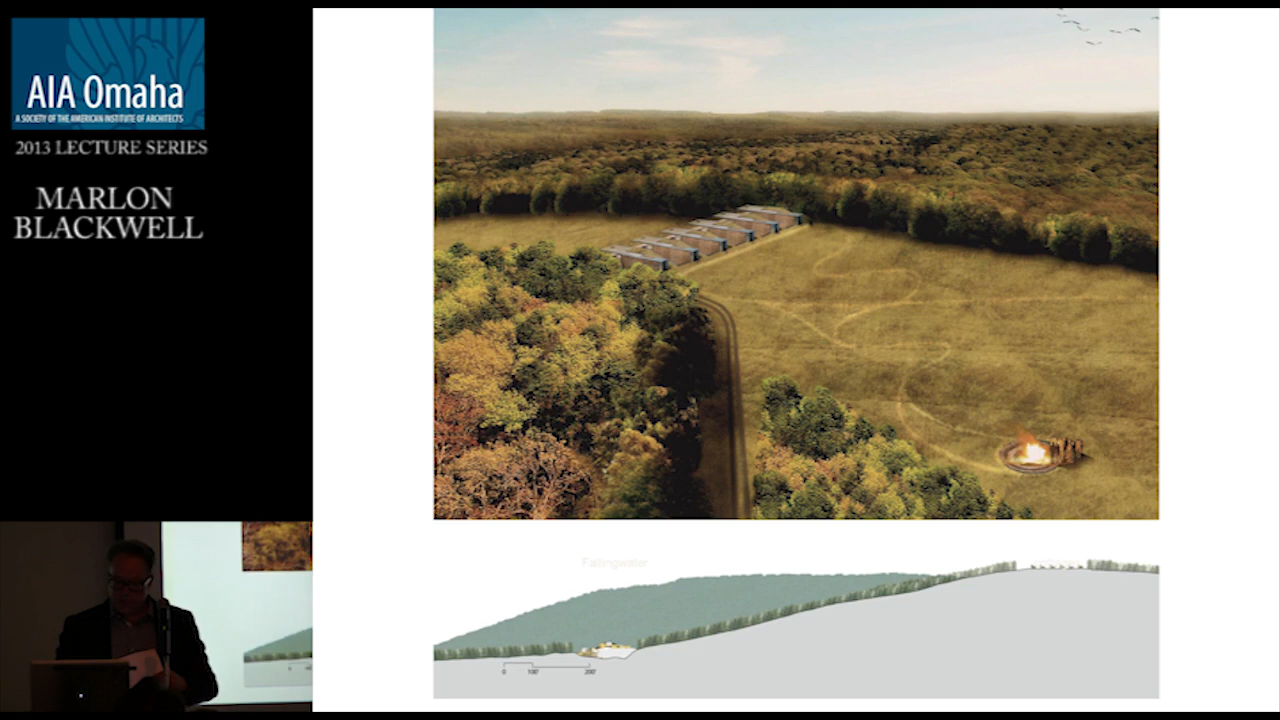 AIA Omaha
A SOCIETY OF THE AMERICAN INSTITUTE OF ARCHITECTS
2013 LECTURE SERIES
MARLON
BLACKWELL
Fallingwater
0 100' 200'